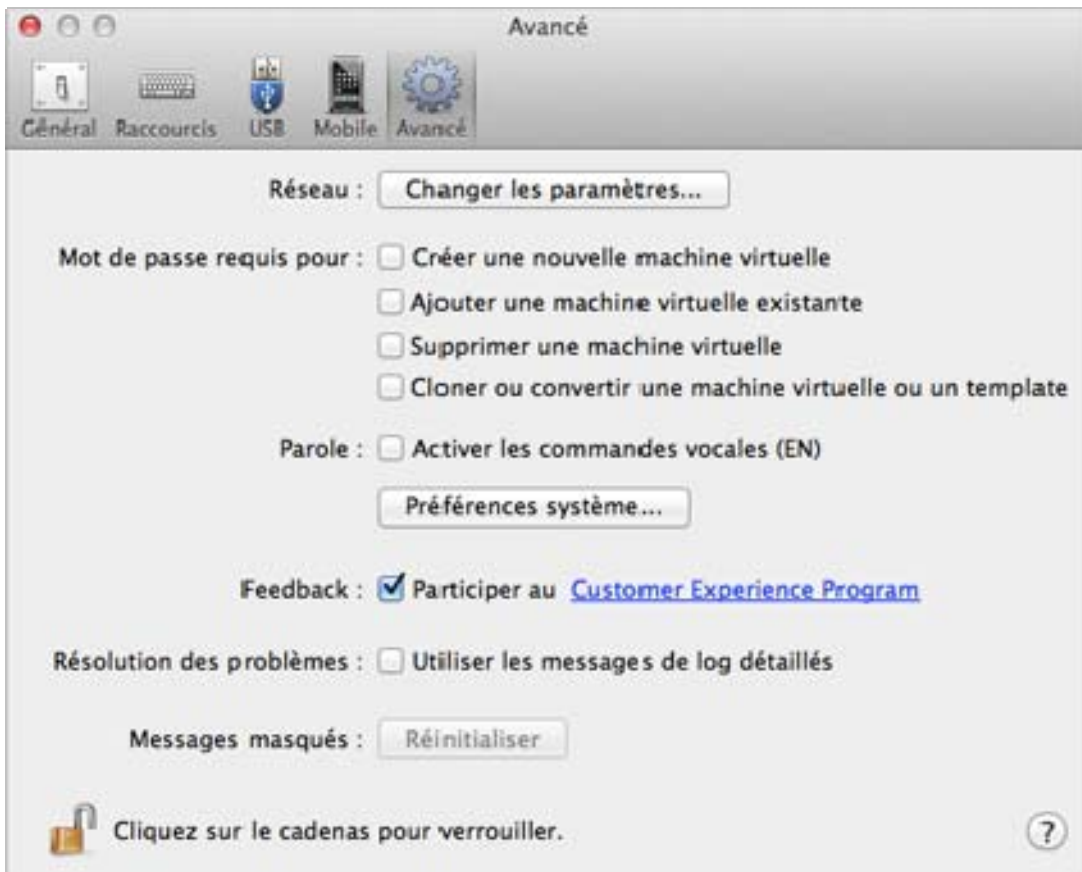 Avancé
Général Raccourcis USB Mobile Avancé
Réseau : Changer les paramètres...
Mot de passe requis pour : Créer une nouvelle machine virtuelle
Ajouter une machine virtuelle existante
Supprimer une machine virtuelle
Cloner ou convertir une machine virtuelle ou un template
Parole : Activer les commandes vocales (EN)
Préférences système...
Feedback : Participer au Customer Experience Program
Résolution des problèmes : Utiliser les messages de log détaillés
Messages masqués : Réinitialiser
Cliquez sur le cadenas pour verrouiller. ?